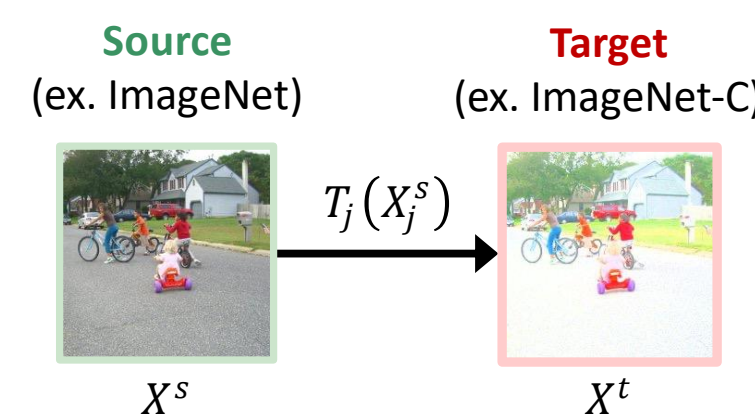 Source
(ex. ImageNet)
Target
(ex. ImageNet-C)
T_j(X_j^s)
X^s
X^t